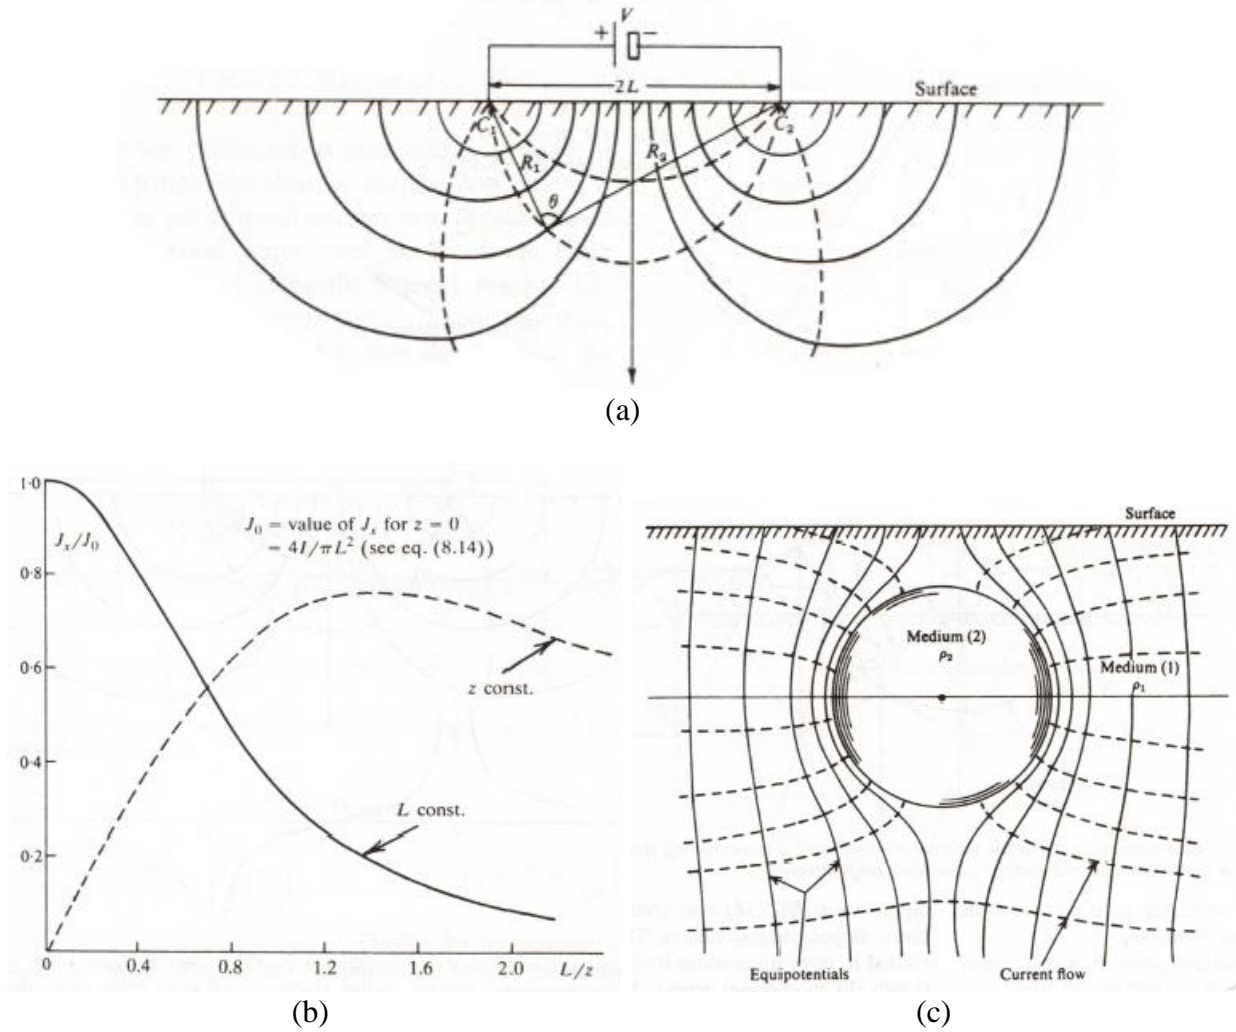 V
+ −
2L
Surface
C₁ C₂
R₁ R₂
θ
(a)
1·0
Jₓ/J₀
J₀ = value of Jₓ for z = 0
= 4I/πL² (see eq. (8.14))
0·8
0·6
z const.
0·4
L const.
0·2
0 0.4 0.8 1.2 1.6 2.0 L/z
(b)
Surface
Medium (2)
ρ₂
Medium (1)
ρ₁
Equipotentials Current flow
(c)